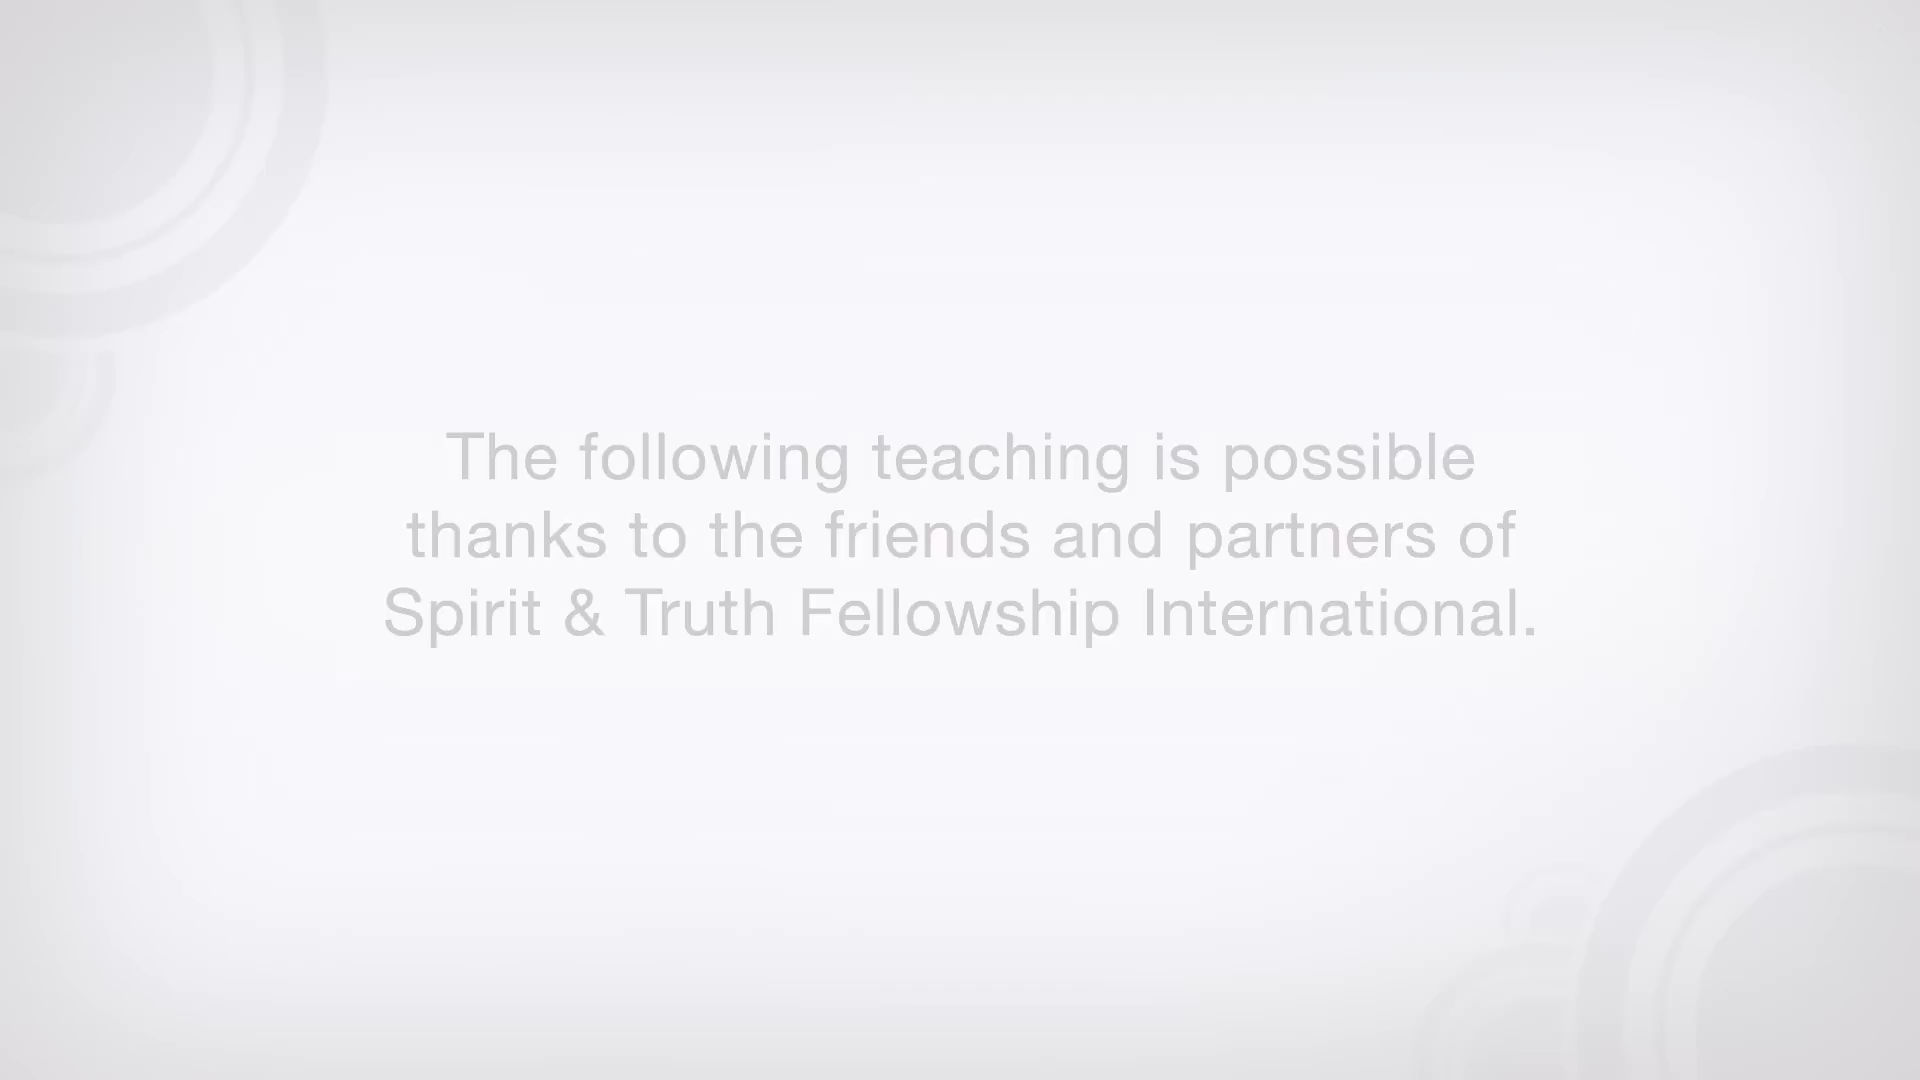 The following teaching is possible
thanks to the friends and partners of
Spirit & Truth Fellowship International.